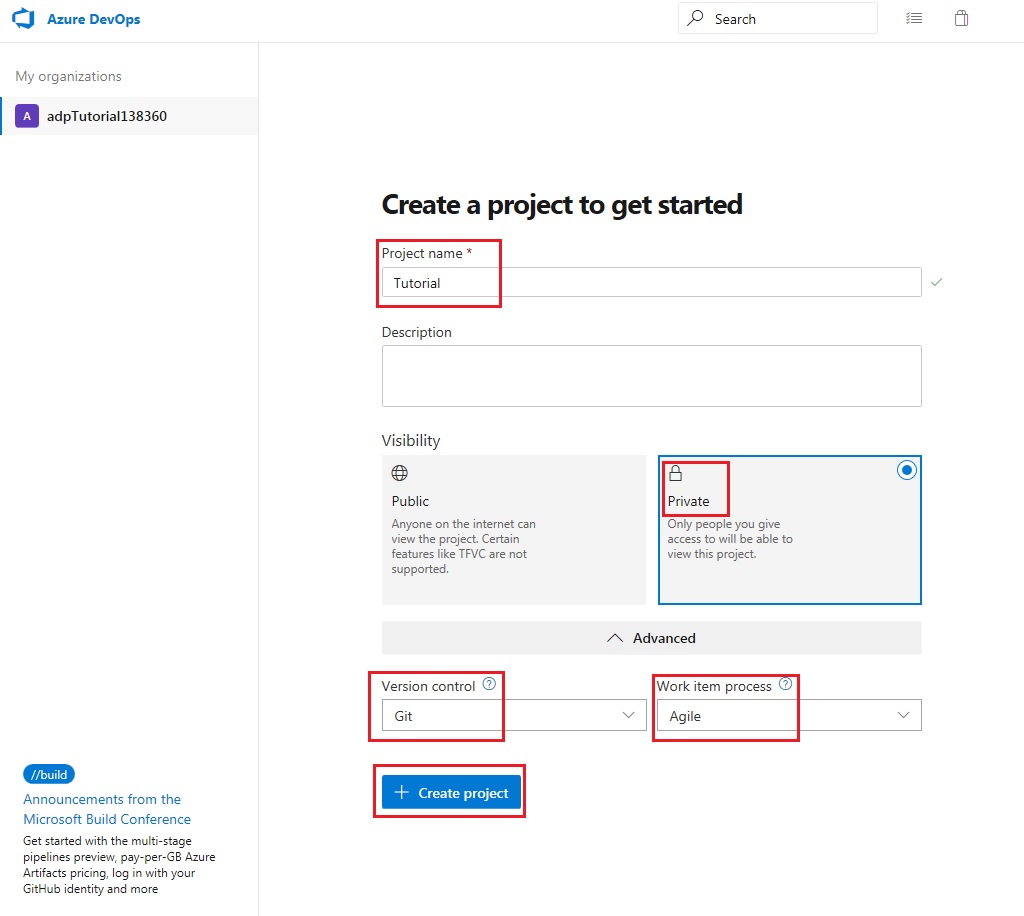 Azure DevOps
Search
My organizations
A adpTutorial138360
Create a project to get started
Project name *
Tutorial
Description
Visibility
Public
Anyone on the internet can
view the project. Certain
features like TFVC are not
supported.
Private
Only people you give
access to will be able to
view this project.
Advanced
Version control ?
Git
Work item process ?
Agile
+ Create project
//build
Announcements from the
Microsoft Build Conference
Get started with the multi-stage
pipelines preview, pay-per-GB Azure
Artifacts pricing, log in with your
GitHub identity and more